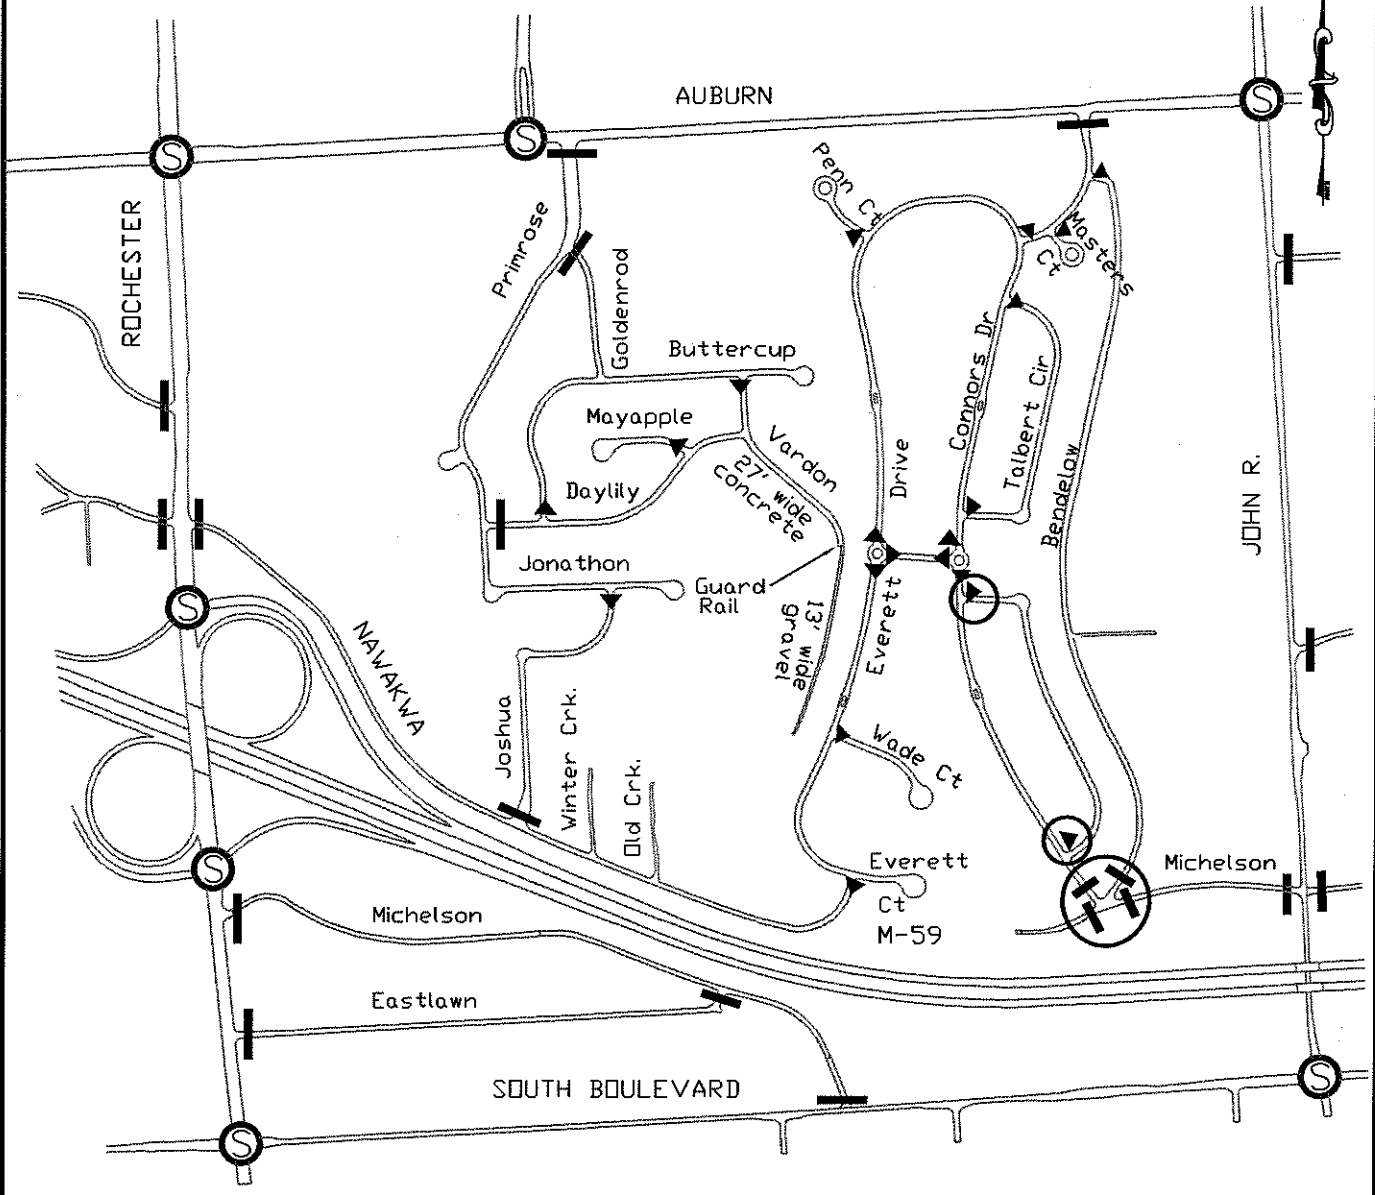 AUBURN
S
S
S
Penn Ct
Masters
Ct
ROCHESTER
Primrose
Goldenrod
Buttercup
Connors Dr
Talbert Cir
Mayapple
Vardon
27' wide
concrete
Drive
Daylily
Bendelow
JOHN R.
Jonathon
Guard
Rail
13' wide
gravel
Everett
S
NAWAKWA
Joshua
Winter Crk.
Old Crk.
Wade Ct
S
Everett
Ct
M-59
Michelson
Michelson
Eastlawn
SOUTH BOULEVARD
S
S